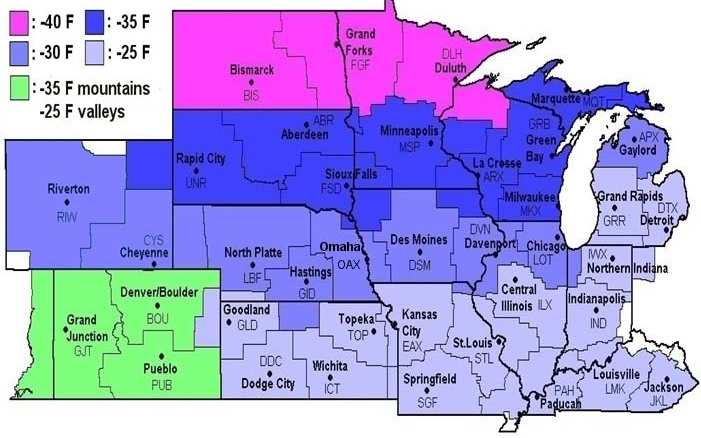 : -40 F : -35 F
: -30 F : -25 F
: -35 F mountains
-25 F valleys
Grand
Forks
FGF
Bismarck
BIS
DLH
Duluth
Marquette MQT
ABR
Aberdeen
Minneapolis
MSP
GRB
Green
Bay
APX
Gaylord
Rapid City
UNR
Sioux Falls
FSD
La Crosse
ARX
Milwaukee
MKX
Riverton
RIW
Grand Rapids
GRR
DTX
Detroit
CYS
Cheyenne
North Platte
LBF
Hastings
GID
Omaha
OAX
Des Moines
DSM
DVN
Davenport
Chicago
LOT
IWX
Northern Indiana
Denver/Boulder
BOU
Grand
Junction
GJT
Pueblo
PUB
Goodland
GLD
Topeka
TOP
Kansas
City
EAX
Central
Illinois ILX
Indianapolis
IND
St.Louis
STL
DDC
Dodge City
Wichita
ICT
Springfield
SGF
PAH
Paducah
Louisville
LMK
Jackson
JKL